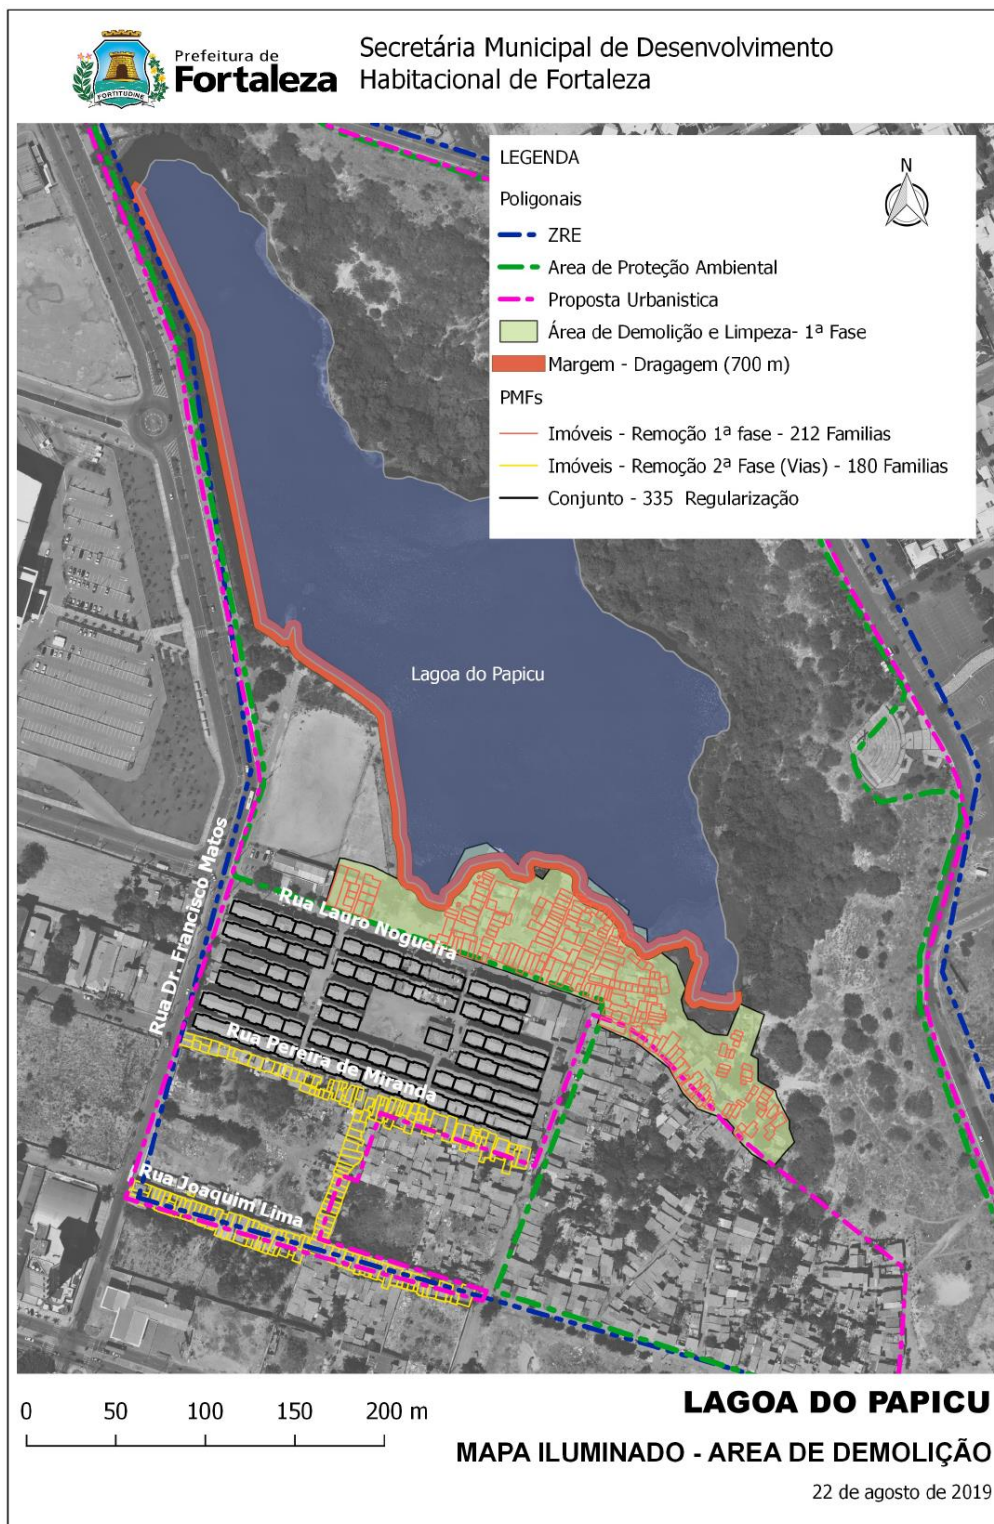 FORTITUDINE
Prefeitura de
Fortaleza
Secretária Municipal de Desenvolvimento
Habitacional de Fortaleza
LEGENDA
Poligonais
ZRE
Area de Proteção Ambiental
Proposta Urbanistica
Área de Demolição e Limpeza- 1ª Fase
Margem - Dragagem (700 m)
PMFs
Imóveis - Remoção 1ª fase - 212 Familias
Imóveis - Remoção 2ª Fase (Vias) - 180 Familias
Conjunto - 335 Regularização
N
Lagoa do Papicu
Rua Dr. Francisco Matos
Rua Lauro Nogueira
Rua Pereira de Miranda
Rua Joaquim Lima
0 50 100 150 200 m
LAGOA DO PAPICU
MAPA ILUMINADO - AREA DE DEMOLIÇÃO
22 de agosto de 2019